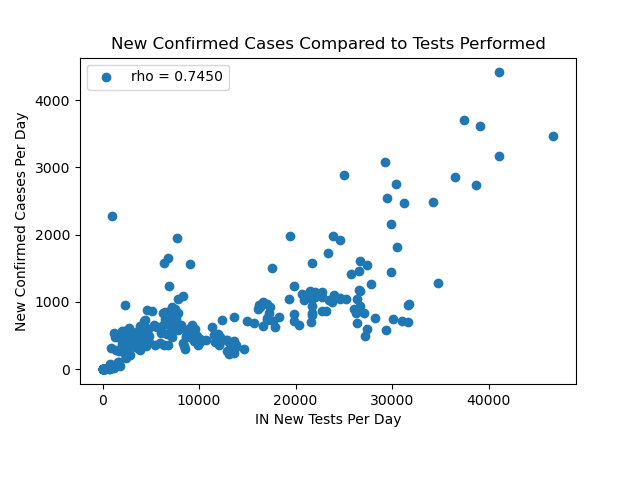 New Confirmed Cases Compared to Tests Performed
rho = 0.7450
New Confirmed Caeses Per Day
4000
3000
2000
1000
0
0 10000 20000 30000 40000
IN New Tests Per Day